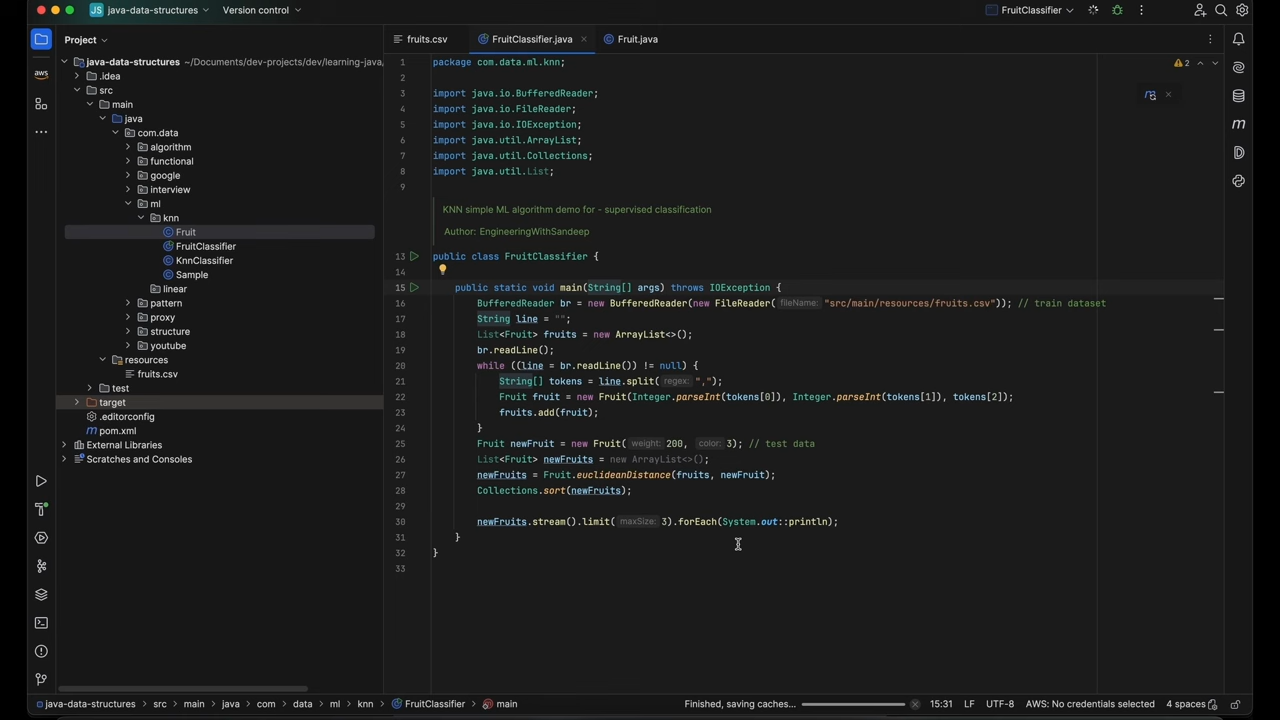 JS java-data-structures Version control FruitClassifier
Project
fruits.csv FruitClassifier.java Fruit.java
java-data-structures ~/Documents/dev-projects/dev/learning-java/
.idea
src
main
java
com.data
algorithm
functional
google
interview
ml
knn
Fruit
FruitClassifier
KnnClassifier
Sample
linear
pattern
proxy
structure
youtube
resources
fruits.csv
test
target
.editorconfig
pom.xml
External Libraries
Scratches and Consoles
aws
2
m
D
1 package com.data.ml.knn;
2
3 import java.io.BufferedReader;
4 import java.io.FileReader;
5 import java.io.IOException;
6 import java.util.ArrayList;
7 import java.util.Collections;
8 import java.util.List;
9
KNN simple ML algorithm demo for - supervised classification
Author: EngineeringWithSandeep
13 public class FruitClassifier {
14
15 public static void main(String[] args) throws IOException {
16 BufferedReader br = new BufferedReader(new FileReader( fileName: "src/main/resources/fruits.csv")); // train dataset
17 String line = "";
18 List<Fruit> fruits = new ArrayList<>();
19 br.readLine();
20 while ((line = br.readLine()) != null) {
21 String[] tokens = line.split( regex: ",");
22 Fruit fruit = new Fruit(Integer.parseInt(tokens[0]), Integer.parseInt(tokens[1]), tokens[2]);
23 fruits.add(fruit);
24 }
25 Fruit newFruit = new Fruit( weight: 200, color: 3); // test data
26 List<Fruit> newFruits = new ArrayList<>();
27 newFruits = Fruit.euclideanDistance(fruits, newFruit);
28 Collections.sort(newFruits);
29
30 newFruits.stream().limit( maxSize: 3).forEach(System.out::println);
31 }
32 }
33
java-data-structures > src > main > java > com > data > ml > knn > FruitClassifier > main Finished, saving caches... 15:31 LF UTF-8 AWS: No credentials selected 4 spaces